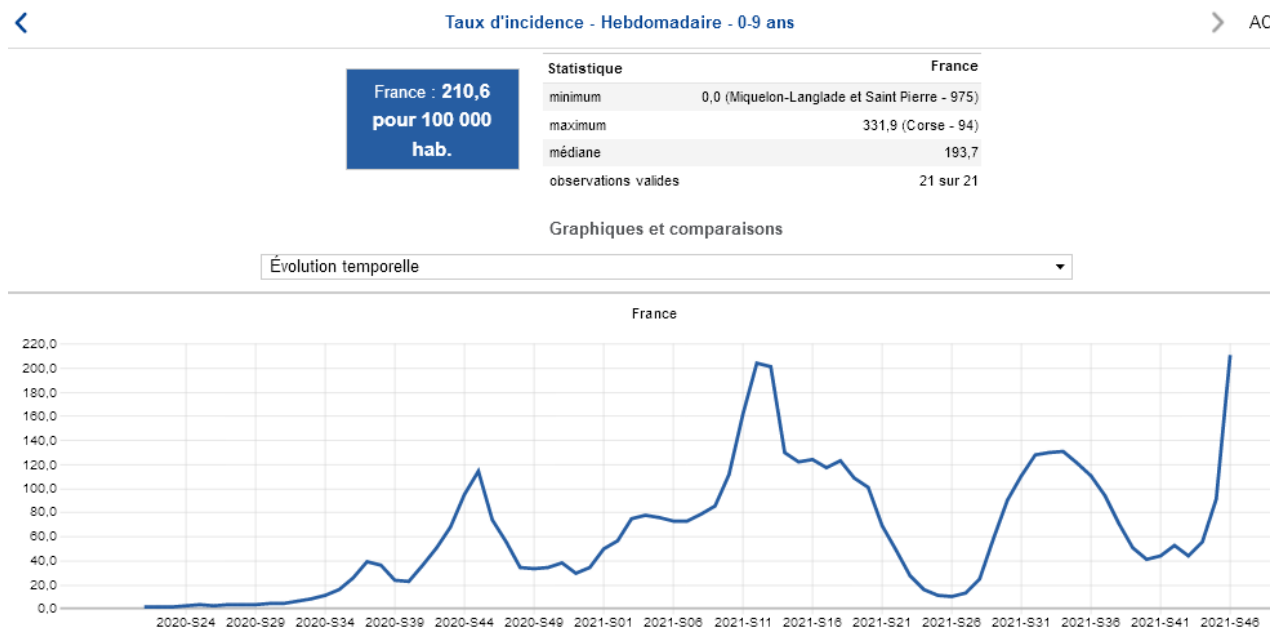 Taux d'incidence - Hebdomadaire - 0-9 ans
AC
France : 210,6
pour 100 000
hab.
Statistique France
minimum 0,0 (Miquelon-Langlade et Saint Pierre - 975)
maximum 331,9 (Corse - 94)
médiane 193,7
observations valides 21 sur 21
Graphiques et comparaisons
Évolution temporelle
France
220,0
200,0
180,0
160,0
140,0
120,0
100,0
80,0
60,0
40,0
20,0
0,0
2020-S24 2020-S29 2020-S34 2020-S39 2020-S44 2020-S49 2021-S01 2021-S06 2021-S11 2021-S16 2021-S21 2021-S26 2021-S31 2021-S36 2021-S41 2021-S46